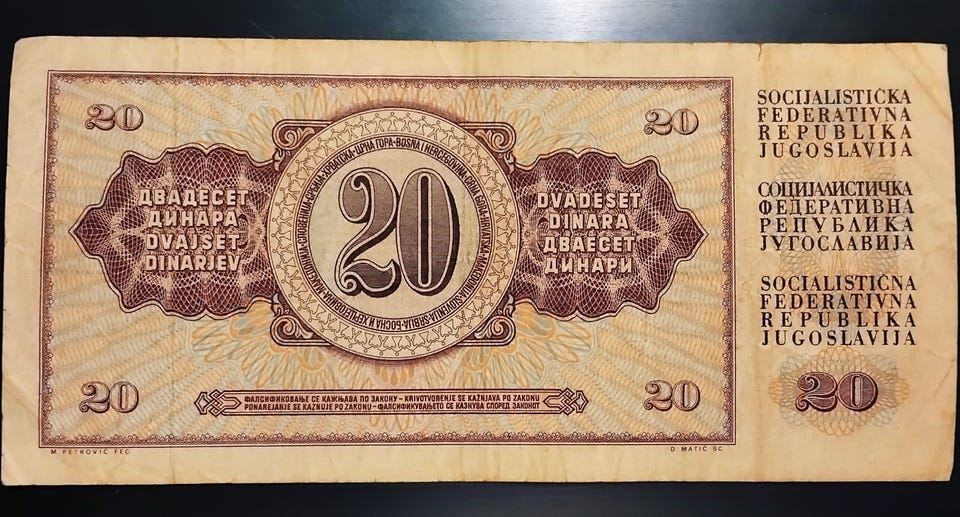 20
20
ДВАДЕСЕТ
ДИНАРА
DVAJSET
DINARJEV
20
DVADESET
DINARA
ДВАЕСЕТ
ДИНАРИ
20
20
ФАЛСИФИКОВАЊЕ СЕ КАЖЊАВА ПО ЗАКОНУ - KRIVOTVORENJE SE KAŽNJAVA PO ZAKONU
PONAREJANJE SE KAZNUJE PO ZAKONU - ФАЛСИФИКУВАЊЕТО СЕ КАЗНУВА СПОРЕД ЗАКОНОТ
M PETROVIĆ FEC
D MATIĆ SC
SOCIJALISTIČKA
FEDERATIVNA
REPUBLIKA
JUGOSLAVIJA
СОЦИЈАЛИСТИЧКА
ФЕДЕРАТИВНА
РЕПУБЛИКА
ЈУГОСЛАВИЈА
SOCIALISTIČNA
FEDERATIVNA
REPUBLIKA
JUGOSLAVIJA
20